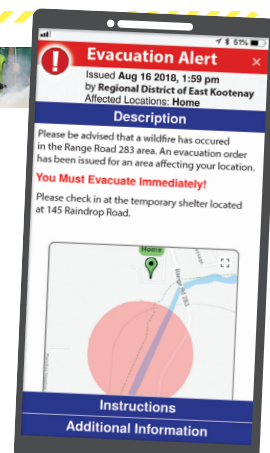 51%
Evacuation Alert
×
Issued Aug 16 2018, 1:59 pm
by Regional District of East Kootenay
Affected Locations: Home
Description
Please be advised that a wildfire has occured
in the Range Road 283 area. An evacuation order
has been issued for an area affecting your location.
You Must Evacuate Immediately!
Please check in at the temporary shelter located
at 145 Raindrop Road.
Home
Range Rd 283
Instructions
Additional Information